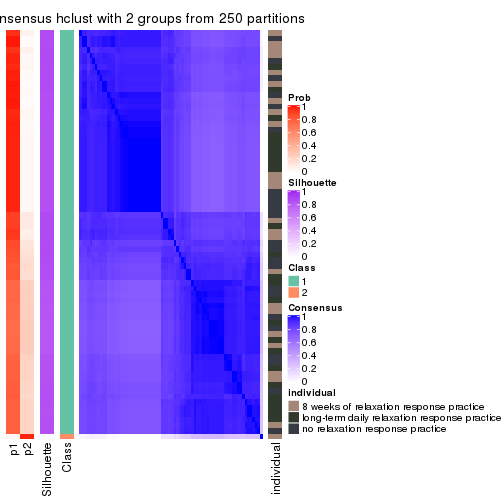 nsensus hclust with 2 groups from 250 partitions
Prob
1
0.8
0.6
0.4
0.2
0
Silhouette
1
0.8
0.6
0.4
0.2
0
Class
1
2
Consensus
1
0.8
0.6
0.4
0.2
0
individual
8 weeks of relaxation response practice
long-term daily relaxation response practice
no relaxation response practice
p1
p2
Silhouette
Class
individual